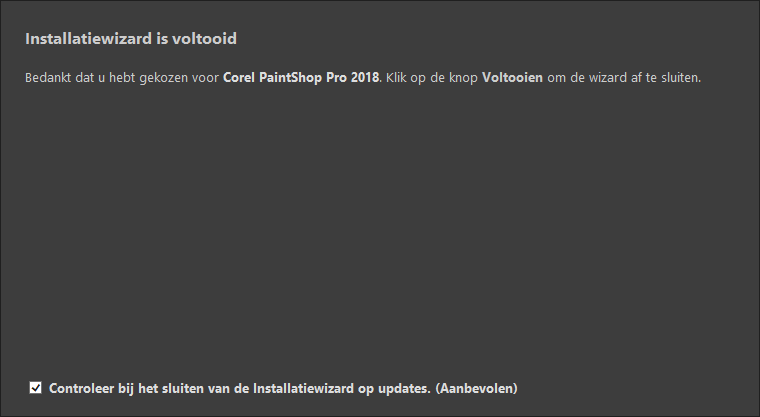 Installatiewizard is voltooid
Bedankt dat u hebt gekozen voor Corel PaintShop Pro 2018. Klik op de knop Voltooien om de wizard af te sluiten.
Controleer bij het sluiten van de Installatiewizard op updates. (Aanbevolen)